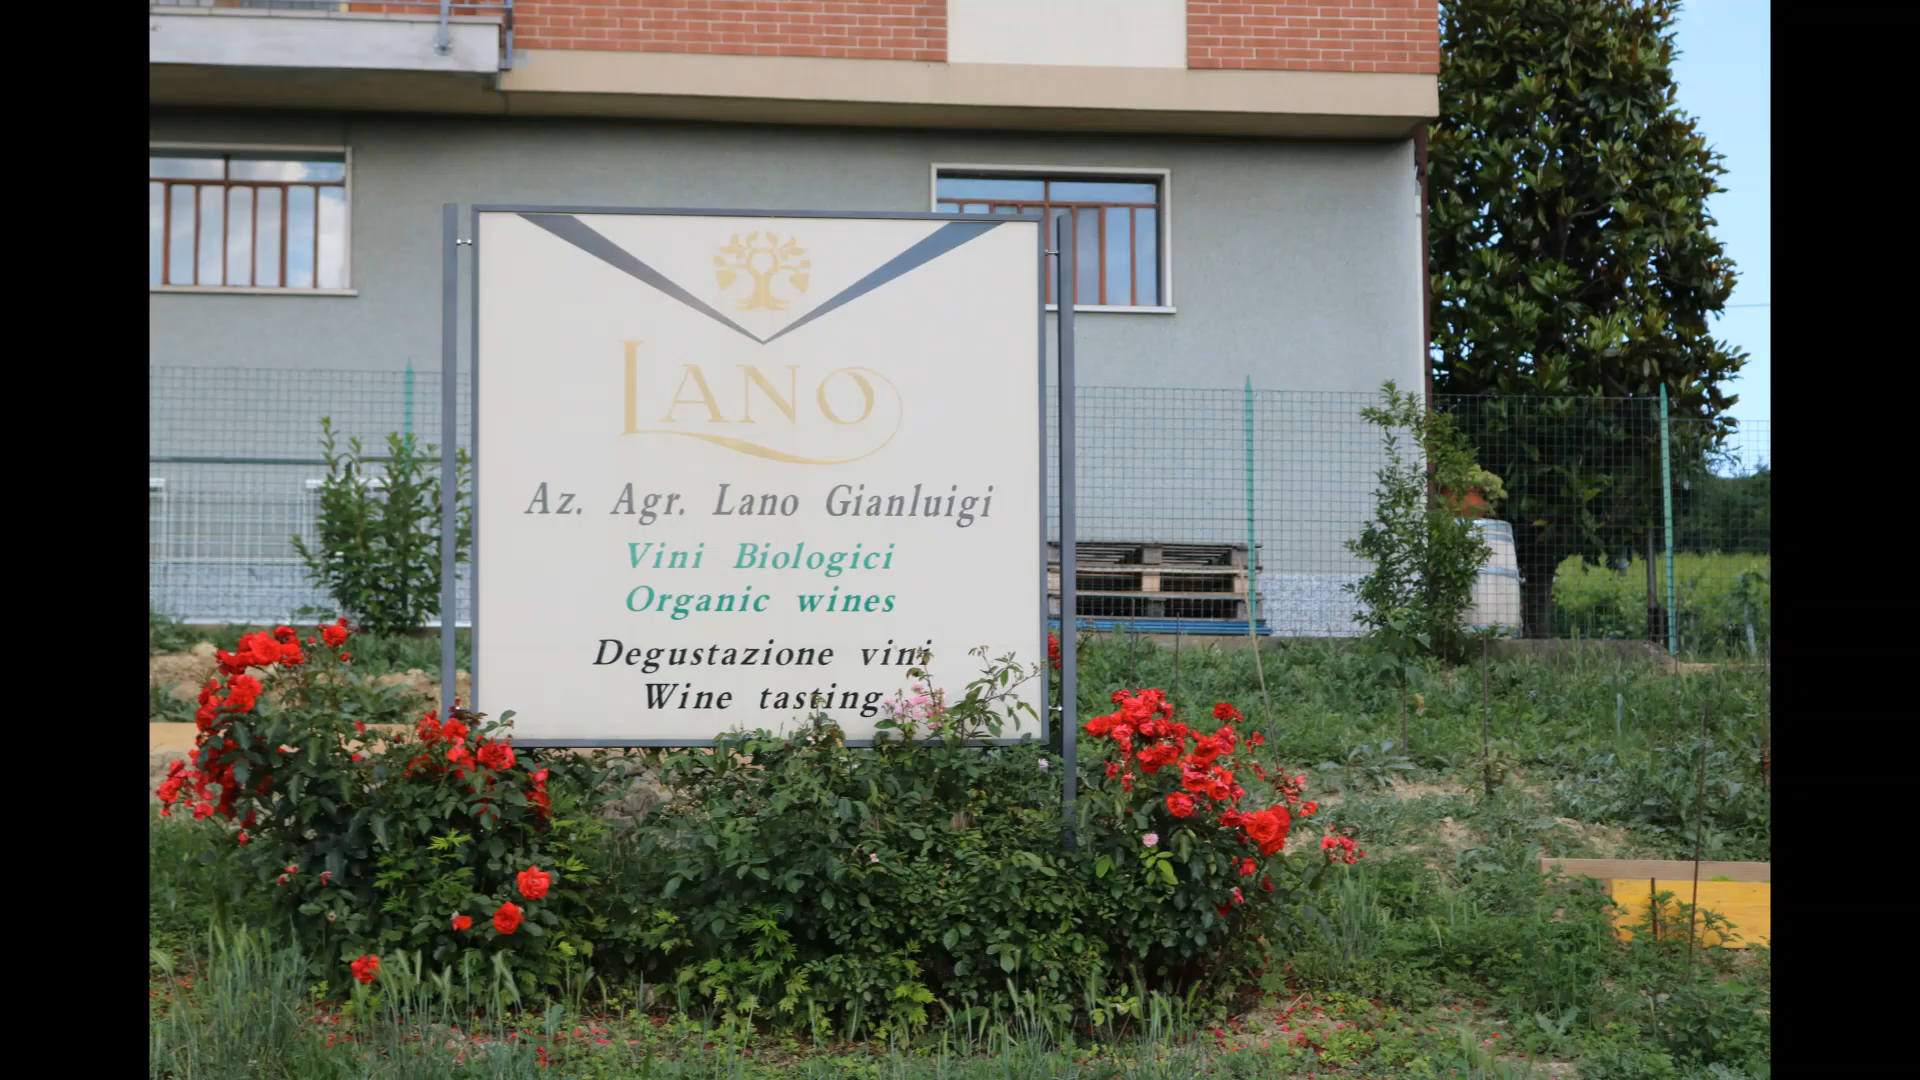 LANO
Az. Agr. Lano Gianluigi
Vini Biologici
Organic wines
Degustazione vini
Wine tasting